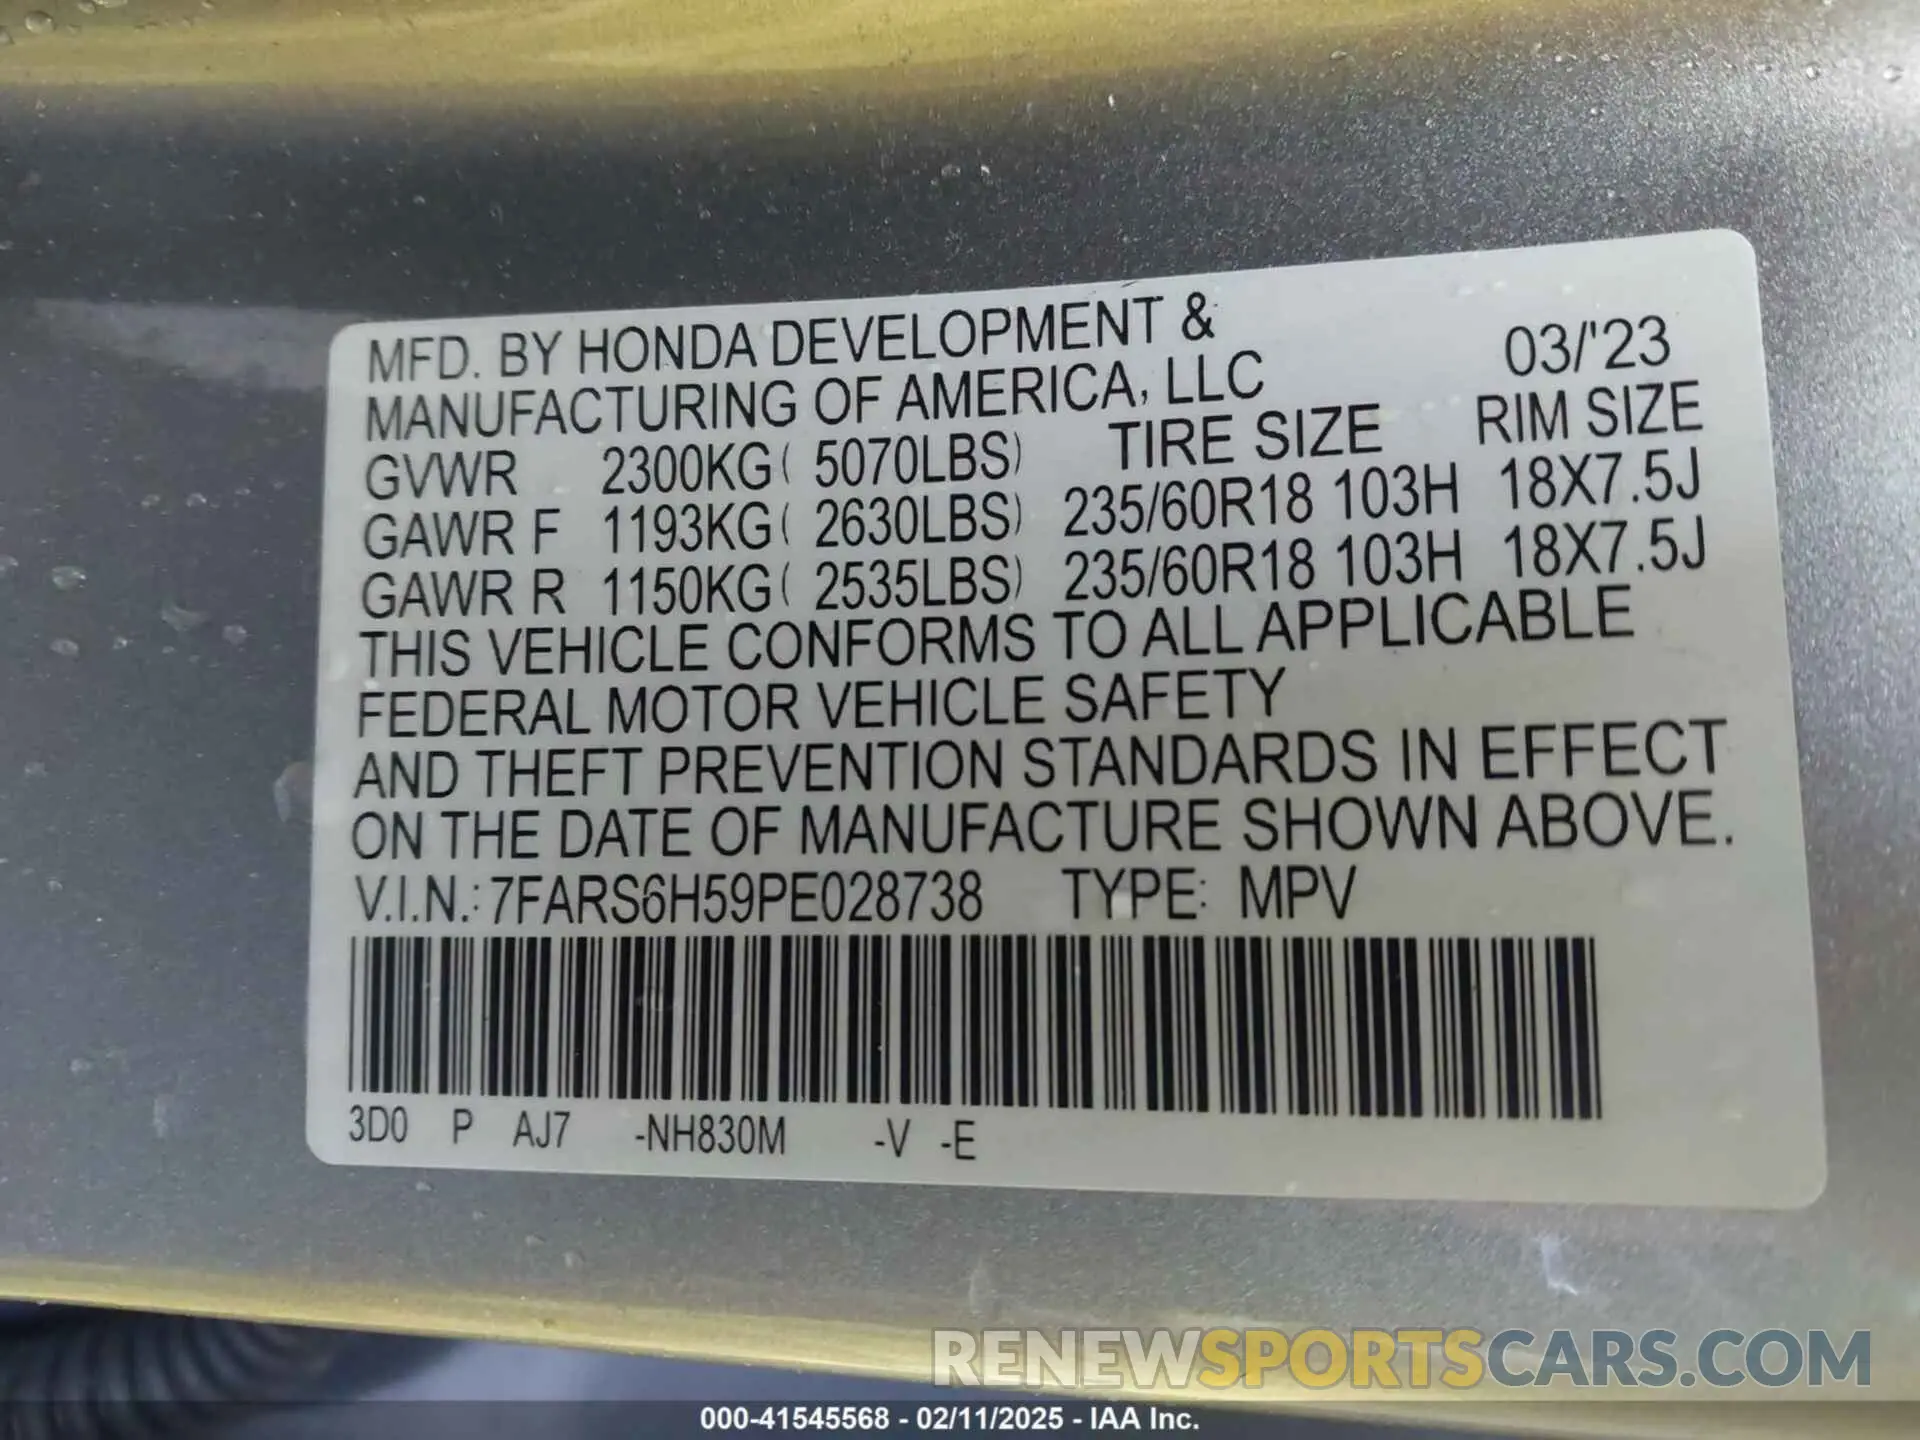 MFD. BY HONDA DEVELOPMENT &
MANUFACTURING OF AMERICA, LLC 03/'23
GVWR 2300KG( 5070LBS) TIRE SIZE RIM SIZE
GAWR F 1193KG( 2630LBS) 235/60R18 103H 18X7.5J
GAWR R 1150KG( 2535LBS) 235/60R18 103H 18X7.5J
THIS VEHICLE CONFORMS TO ALL APPLICABLE
FEDERAL MOTOR VEHICLE SAFETY
AND THEFT PREVENTION STANDARDS IN EFFECT
ON THE DATE OF MANUFACTURE SHOWN ABOVE.
V.I.N.: 7FARS6H59PE028738 TYPE: MPV
3D0 P AJ7 -NH830M -V -E
RENEWSPORTSCARS.COM
000-41545568 - 02/11/2025 - IAA Inc.